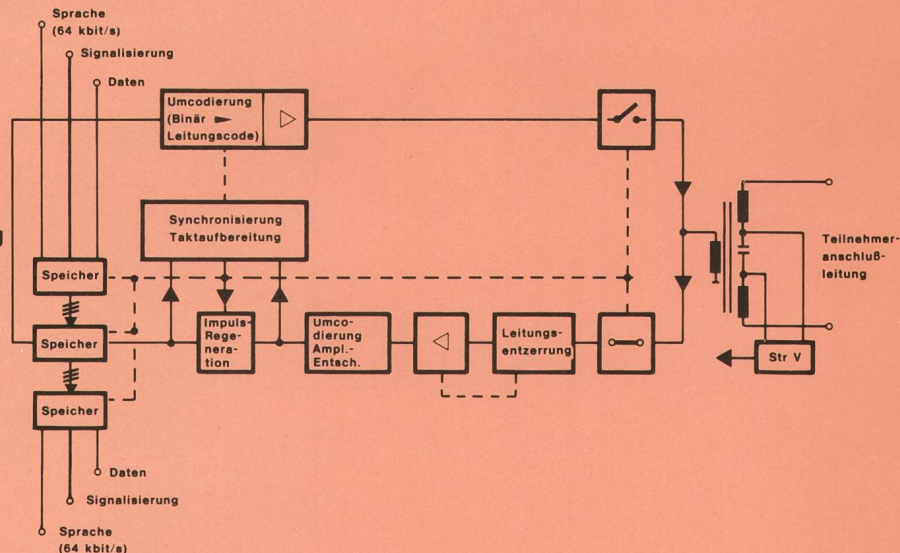 Sprache
(64 kbit/s)
Signalisierung
Daten
Umcodierung
(Binär
Leitungscode)
Synchronisierung
Taktaufbereitung
Teilnehmer-
anschluß-
leitung
Speicher
Speicher
Impuls-
Rege-
nera-
tion
Umco-
dierung
Ampl.-
Entsch.
Leitungs-
entzerrung
Str V
Speicher
Daten
Signalisierung
Sprache
(64 kbit/s)